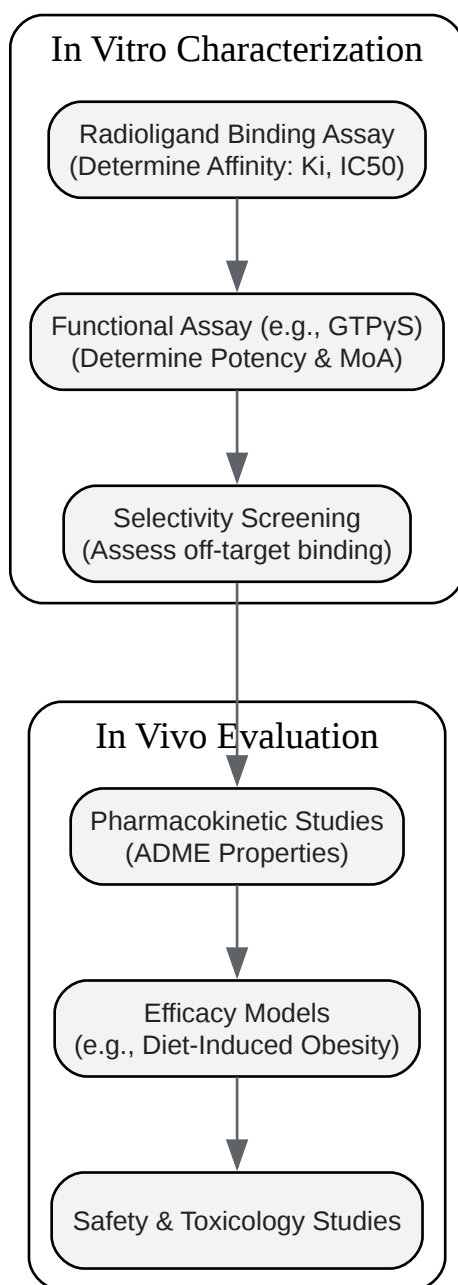 In Vitro Characterization
Radioligand Binding Assay
(Determine Affinity: Ki, IC50)
Functional Assay (e.g., GTPγS)
(Determine Potency & MoA)
Selectivity Screening
(Assess off-target binding)
In Vivo Evaluation
Pharmacokinetic Studies
(ADME Properties)
Efficacy Models
(e.g., Diet-Induced Obesity)
Safety & Toxicology Studies